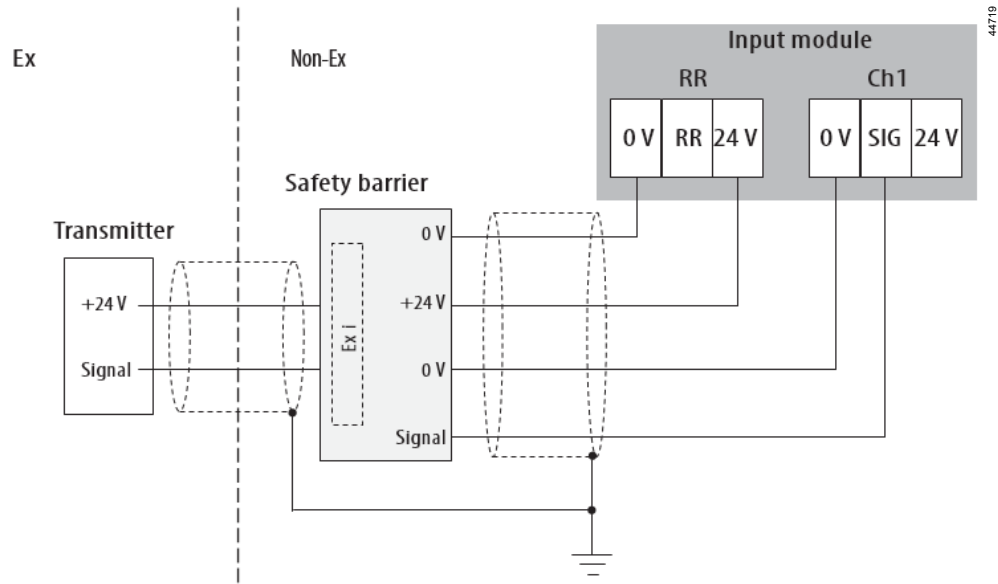 44719
Ex
Non-Ex
Input module
RR
Ch1
0 V
RR
24 V
0 V
SIG
24 V
Safety barrier
Transmitter
0 V
+24 V
+24 V
Ex i
Signal
0 V
Signal